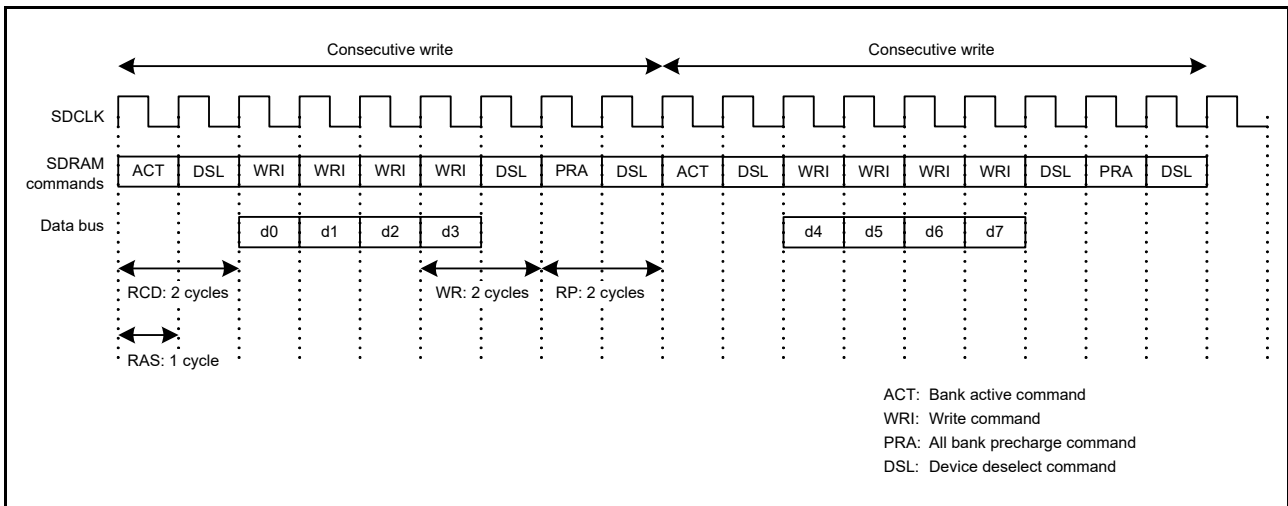 Consecutive write Consecutive write
SDCLK
SDRAM commands ACT DSL WRI WRI WRI WRI DSL PRA DSL ACT DSL WRI WRI WRI WRI DSL PRA DSL
Data bus d0 d1 d2 d3 d4 d5 d6 d7
RCD: 2 cycles WR: 2 cycles RP: 2 cycles
RAS: 1 cycle
ACT: Bank active command
WRI: Write command
PRA: All bank precharge command
DSL: Device deselect command